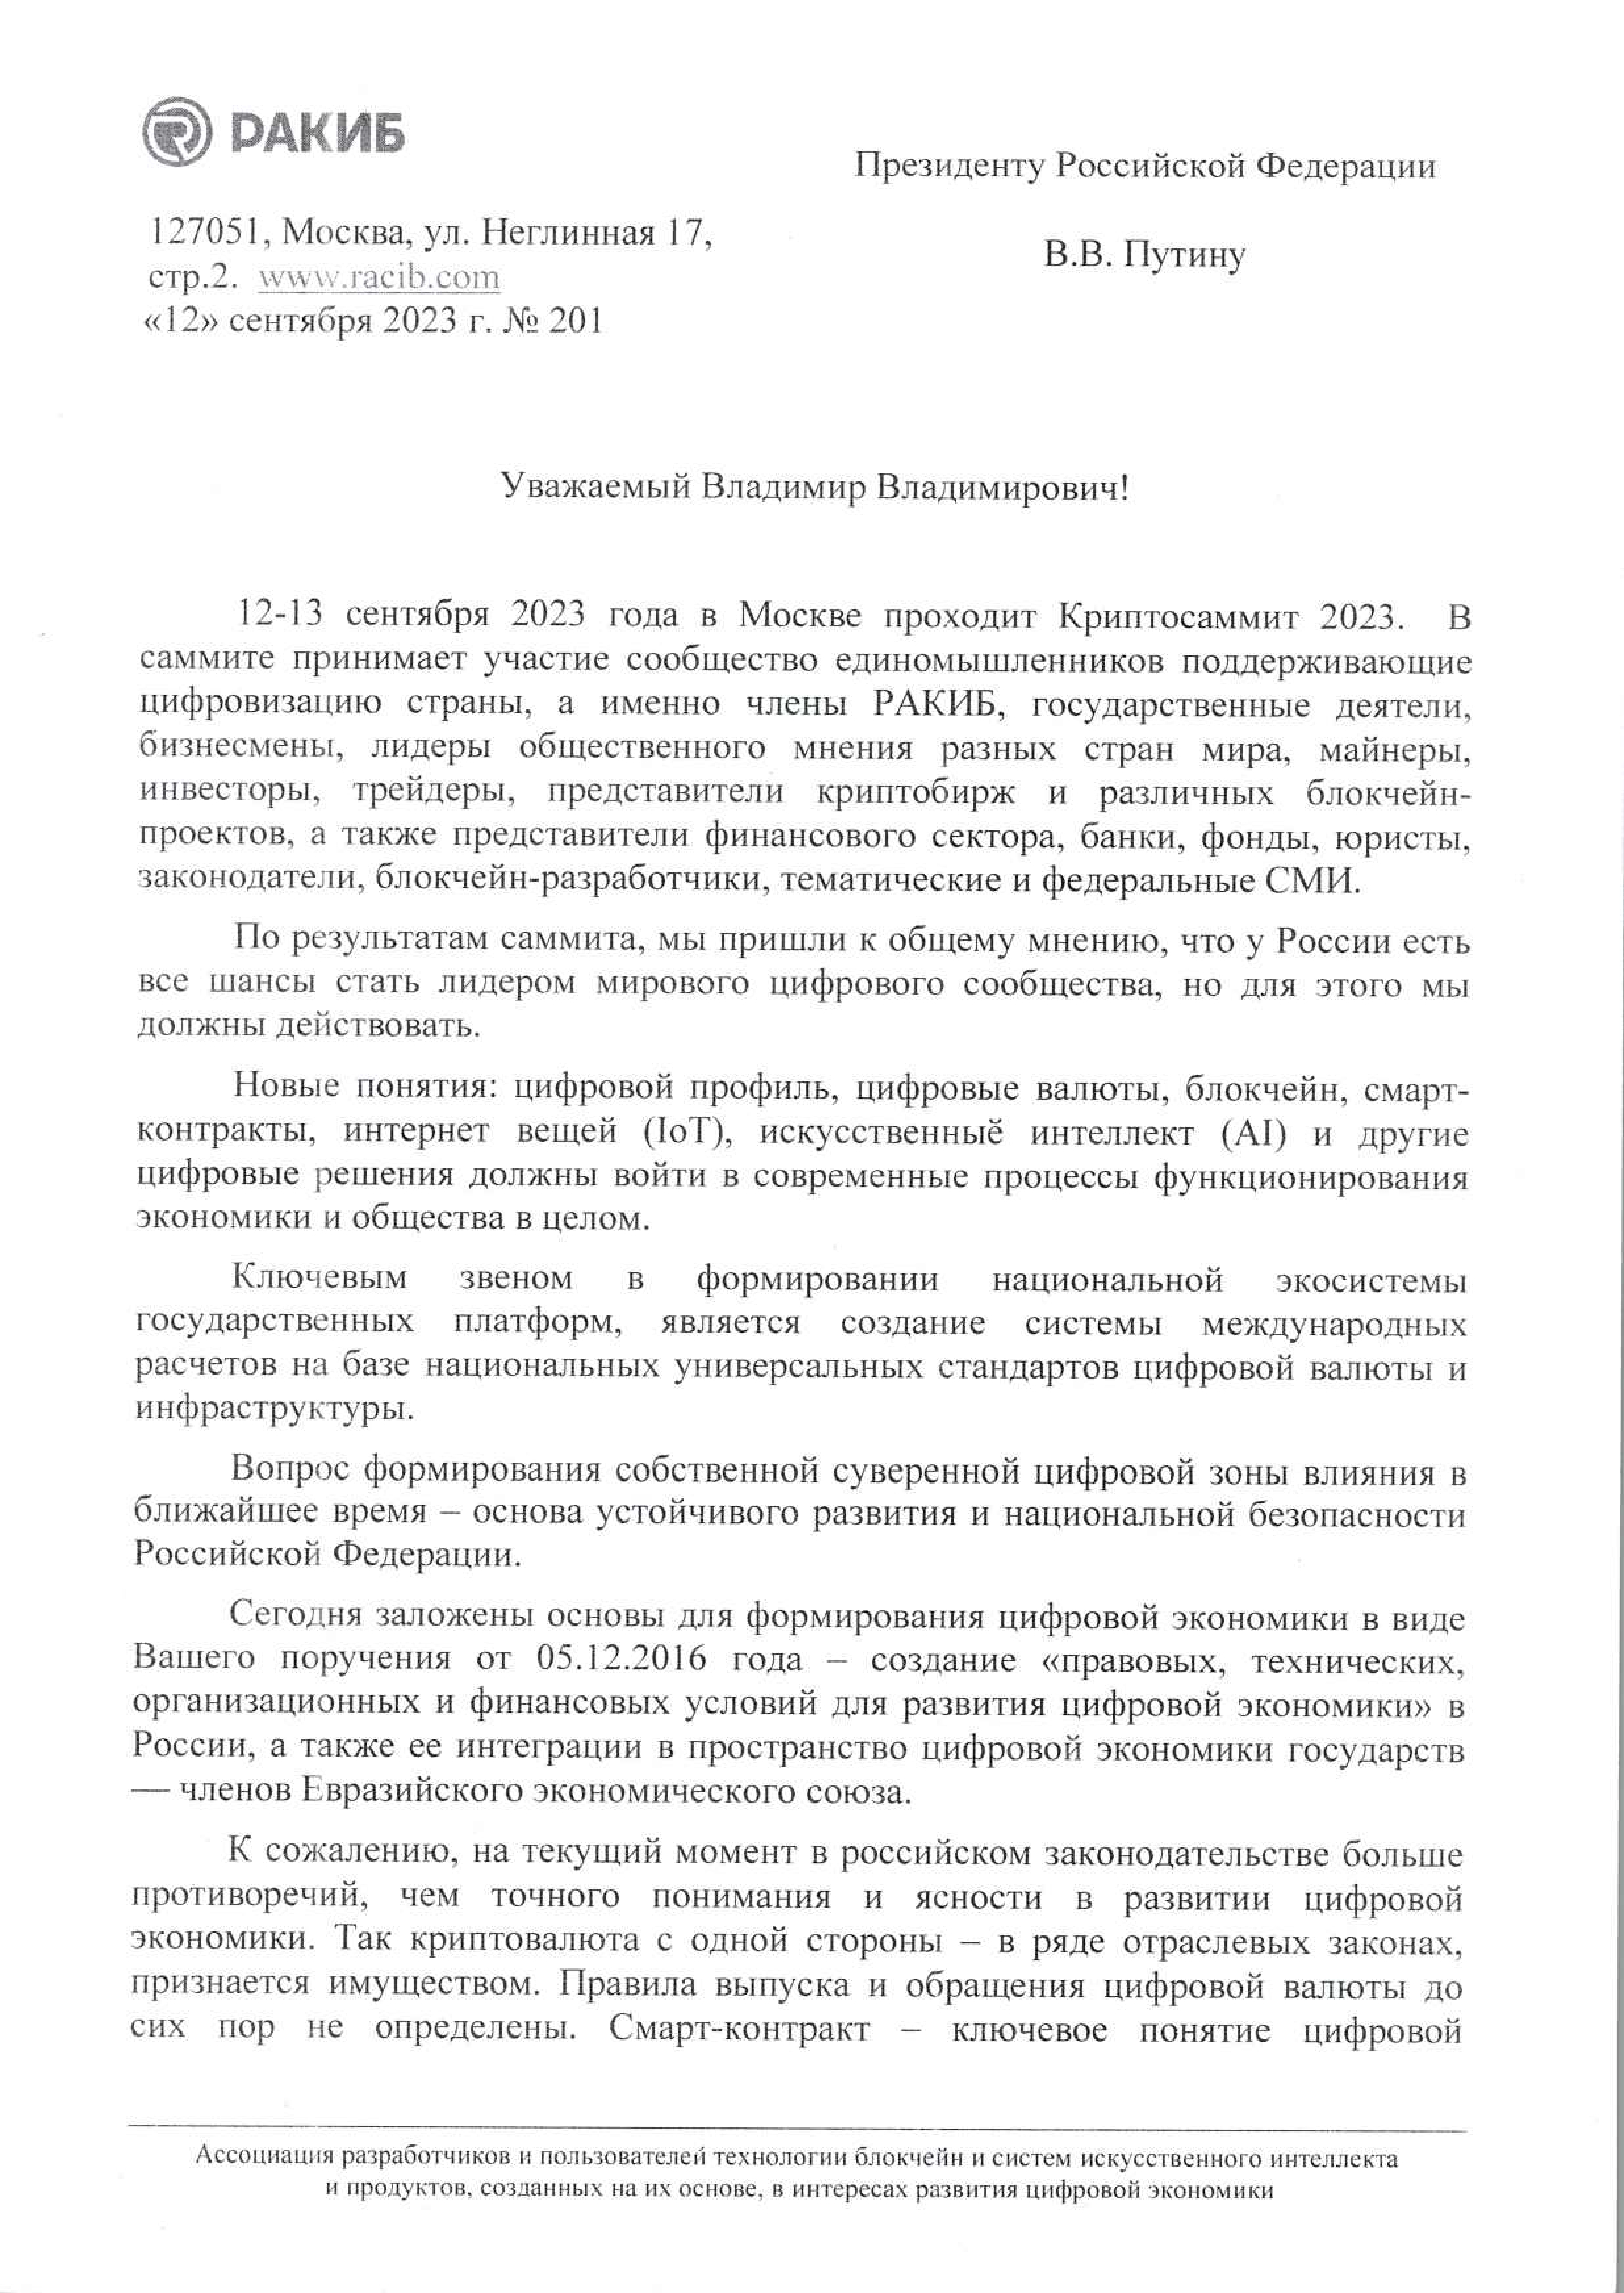 РАКИБ
Президенту Российской Федерации
127051, Москва, ул. Неглинная 17,
В.В. Путину
стр.2. www.racib.com
«12» сентября 2023 г. № 201
Уважаемый Владимир Владимирович!
12-13 сентября 2023 года в Москве проходит Криптосаммит 2023. В
саммите принимает участие сообщество единомышленников поддерживающие
цифровизацию страны, а именно члены РАКИБ, государственные деятели,
бизнесмены, лидеры общественного мнения разных стран мира, майнеры,
инвесторы, трейдеры, представители криптобирж и различных блокчейн-
проектов, а также представители финансового сектора, банки, фонды, юристы,
законодатели, блокчейн-разработчики, тематические и федеральные СМИ.
По результатам саммита, мы пришли к общему мнению, что у России есть
все шансы стать лидером мирового цифрового сообщества, но для этого мы
должны действовать.
Новые понятия: цифровой профиль, цифровые валюты, блокчейн, смарт-
контракты, интернет вещей (IoT), искусственныё интеллект (AI) и другие
цифровые решения должны войти в современные процессы функционирования
экономики и общества в целом.
Ключевым звеном в формировании национальной экосистемы
государственных платформ, является создание системы международных
расчетов на базе национальных универсальных стандартов цифровой валюты и
инфраструктуры.
Вопрос формирования собственной суверенной цифровой зоны влияния в
ближайшее время – основа устойчивого развития и национальной безопасности
Российской Федерации.
Сегодня заложены основы для формирования цифровой экономики в виде
Вашего поручения от 05.12.2016 года – создание «правовых, технических,
организационных и финансовых условий для развития цифровой экономики» в
России, а также ее интеграции в пространство цифровой экономики государств
— членов Евразийского экономического союза.
К сожалению, на текущий момент в российском законодательстве больше
противоречий, чем точного понимания и ясности в развитии цифровой
экономики. Так криптовалюта с одной стороны – в ряде отраслевых законах,
признается имуществом. Правила выпуска и обращения цифровой валюты до
сих пор не определены. Смарт-контракт – ключевое понятие цифровой
Ассоциация разработчиков и пользователей технологии блокчейн и систем искусственного интеллекта
и продуктов, созданных на их основе, в интересах развития цифровой экономики